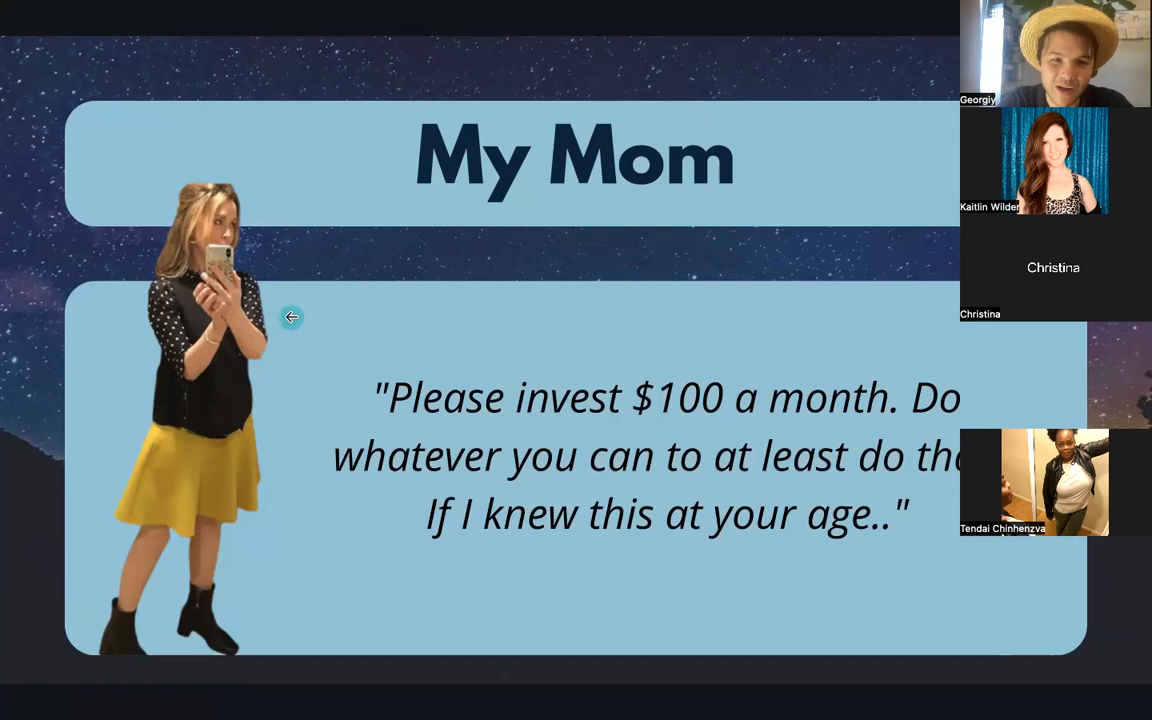 My Mom
"Please invest $100 a month. Do
whatever you can to at least do
If I knew this at your age.."
Georgiy
Kaitlin Wilder
Christina
Christina
Tendai Chinhenzva